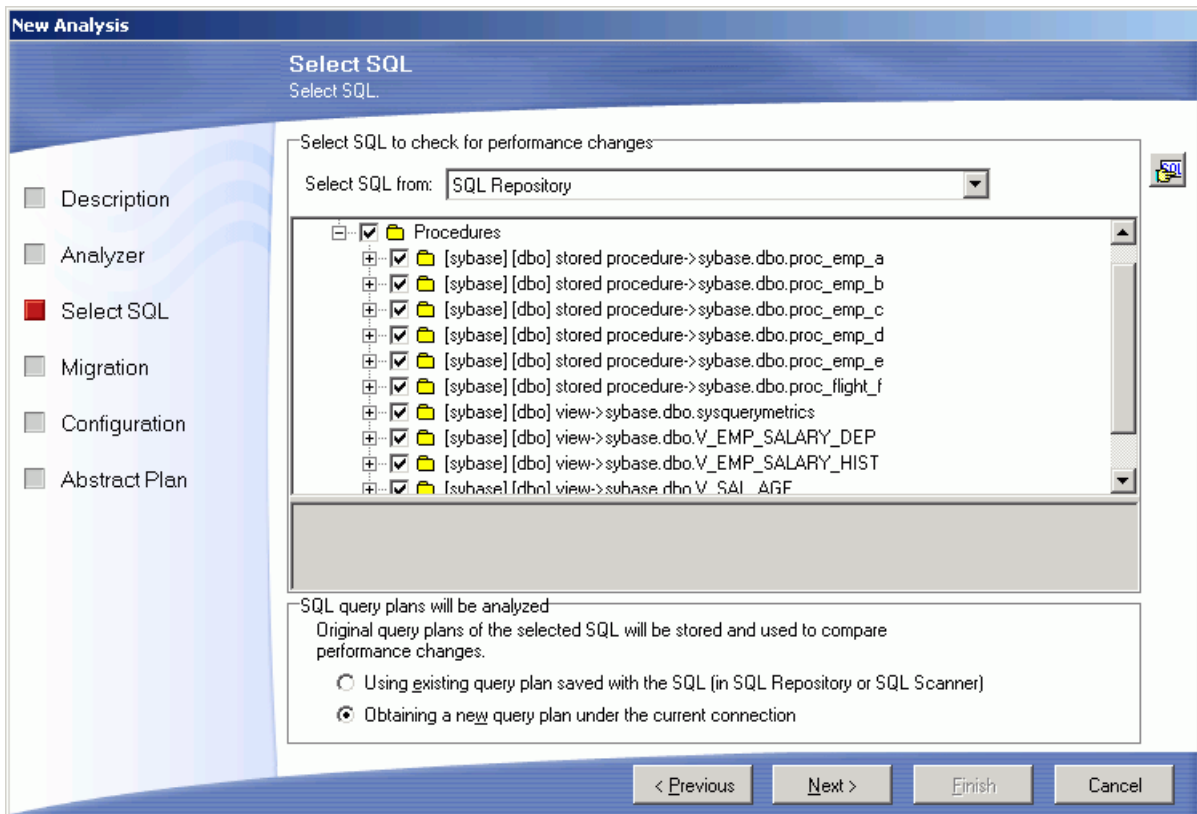 New Analysis
Select SQL
Select SQL.
Select SQL to check for performance changes
Select SQL from: SQL Repository
SQL
Description
Analyzer
Select SQL
Migration
Configuration
Abstract Plan
Procedures
[sybase] [dbo] stored procedure->sybase.dbo.proc_emp_a
[sybase] [dbo] stored procedure->sybase.dbo.proc_emp_b
[sybase] [dbo] stored procedure->sybase.dbo.proc_emp_c
[sybase] [dbo] stored procedure->sybase.dbo.proc_emp_d
[sybase] [dbo] stored procedure->sybase.dbo.proc_emp_e
[sybase] [dbo] stored procedure->sybase.dbo.proc_flight_f
[sybase] [dbo] view->sybase.dbo.sysquerymetrics
[sybase] [dbo] view->sybase.dbo.V_EMP_SALARY_DEP
[sybase] [dbo] view->sybase.dbo.V_EMP_SALARY_HIST
[sybase] [dbo] view->sybase.dbo.V_SAL_AGE
SQL query plans will be analyzed
Original query plans of the selected SQL will be stored and used to compare
performance changes.
Using existing query plan saved with the SQL (in SQL Repository or SQL Scanner)
Obtaining a new query plan under the current connection
< Previous
Next >
Finish
Cancel